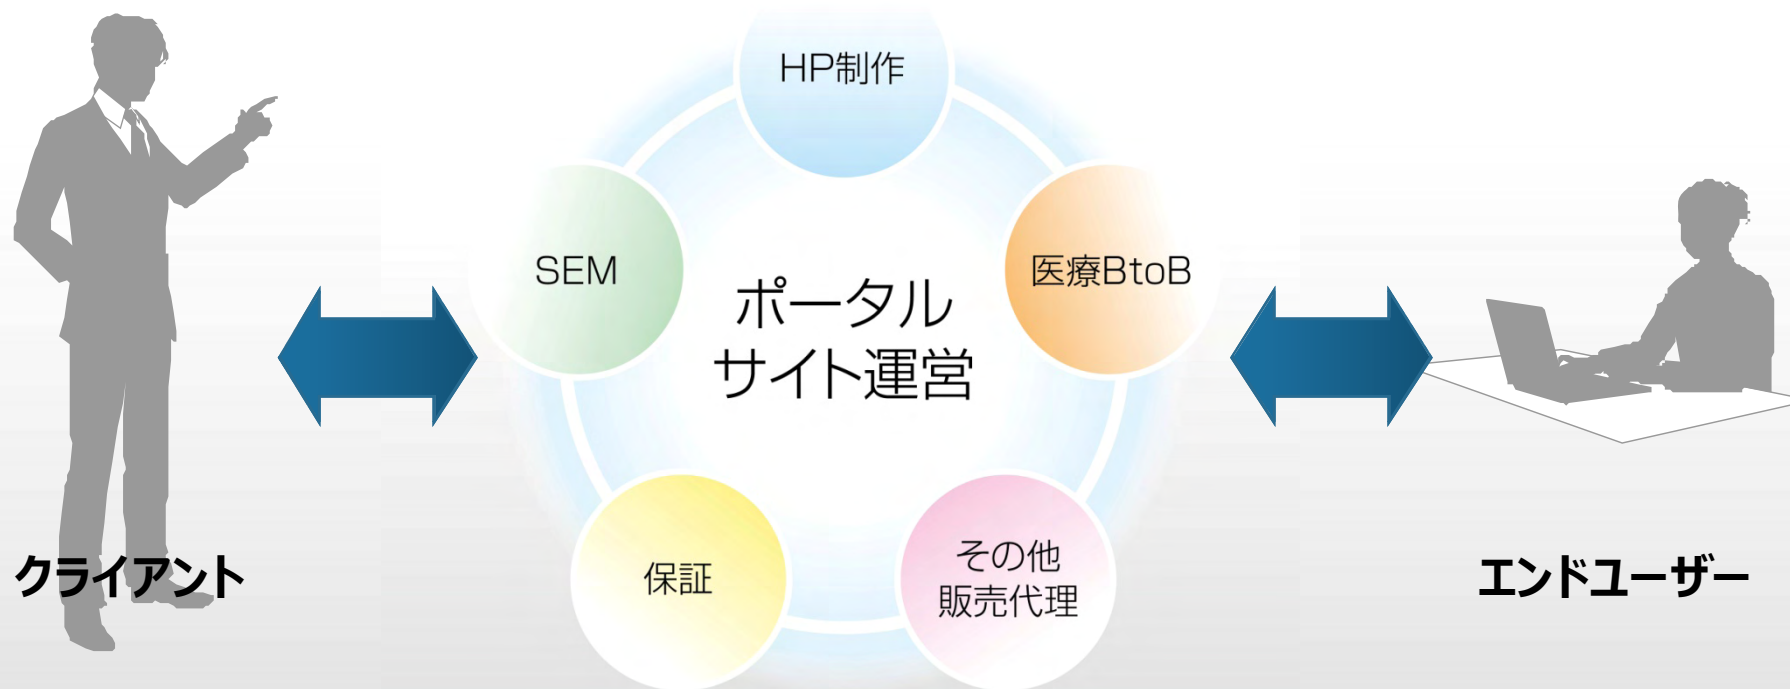 HP制作
SEM
医療BtoB
ポータル
サイト運営
保証
その他
販売代理
クライアント
エンドユーザー